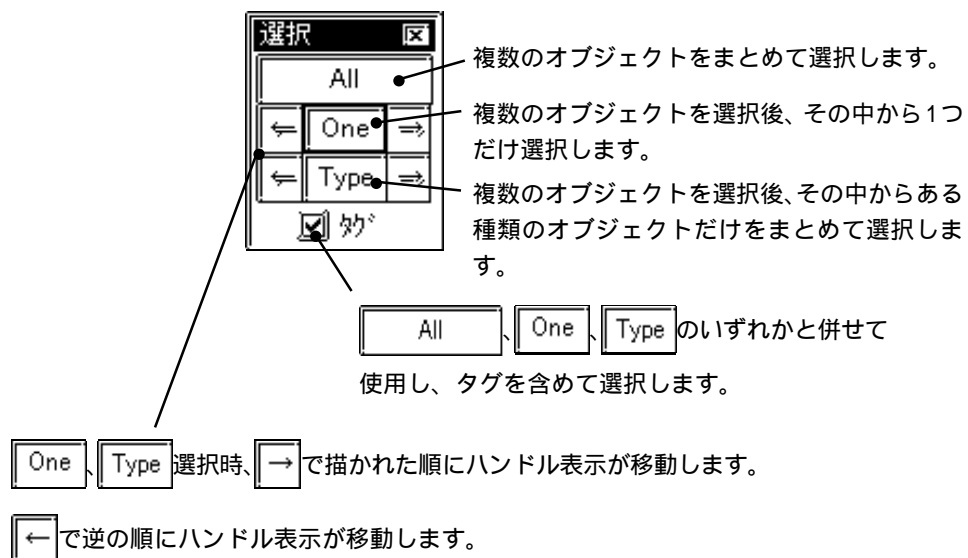 選択
All
複数のオブジェクトをまとめて選択します。
← One →
複数のオブジェクトを選択後、その中から1つ
だけ選択します。
← Type →
複数のオブジェクトを選択後、その中からある
種類のオブジェクトだけをまとめて選択しま
す。
ﾀｸﾞ
All、One、Typeのいずれかと併せて
使用し、タグを含めて選択します。
One、Type選択時、→で描かれた順にハンドル表示が移動します。
←で逆の順にハンドル表示が移動します。